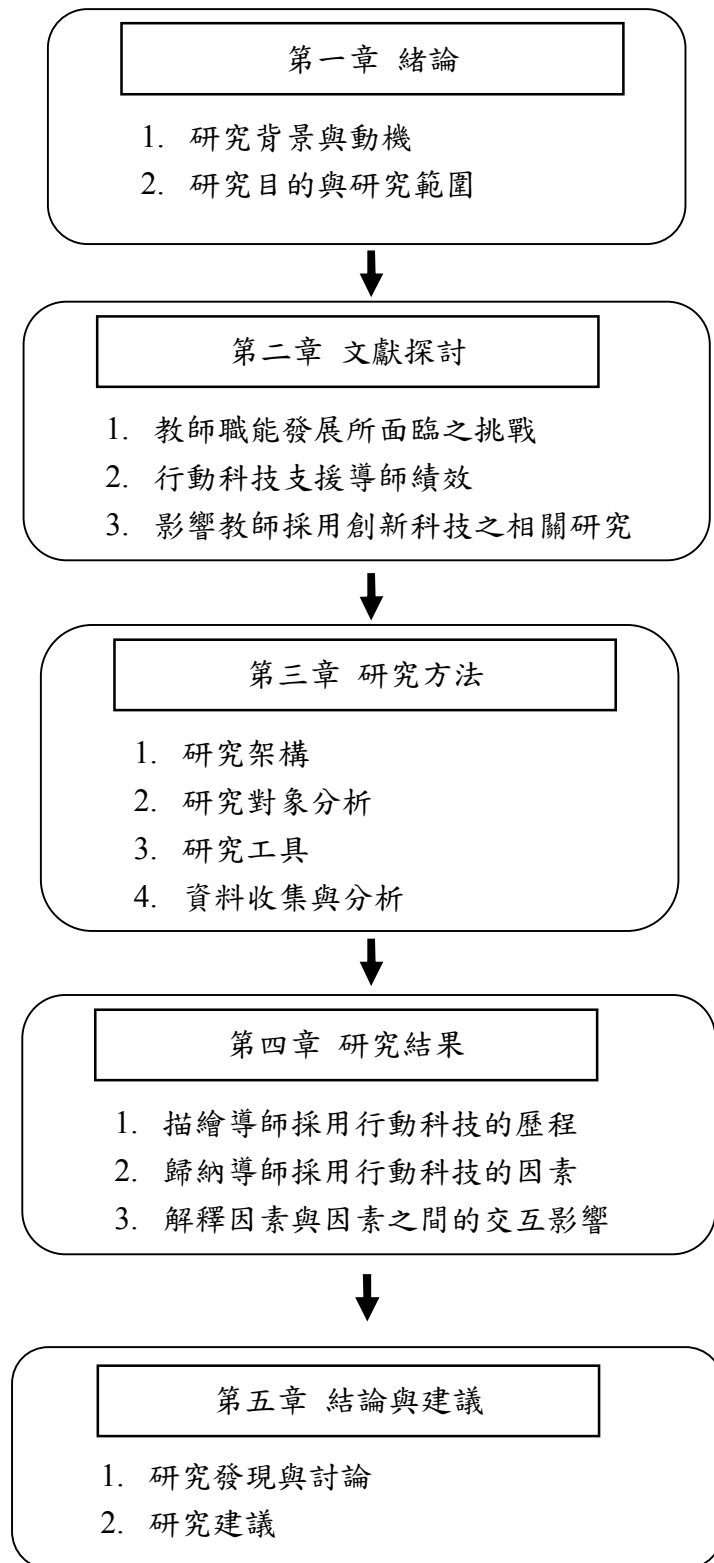 第一章 緒論
1. 研究背景與動機
2. 研究目的與研究範圍
第二章 文獻探討
1. 教師職能發展所面臨之挑戰
2. 行動科技支援導師績效
3. 影響教師採用創新科技之相關研究
第三章 研究方法
1. 研究架構
2. 研究對象分析
3. 研究工具
4. 資料收集與分析
第四章 研究結果
1. 描繪導師採用行動科技的歷程
2. 歸納導師採用行動科技的因素
3. 解釋因素與因素之間的交互影響
第五章 結論與建議
1. 研究發現與討論
2. 研究建議